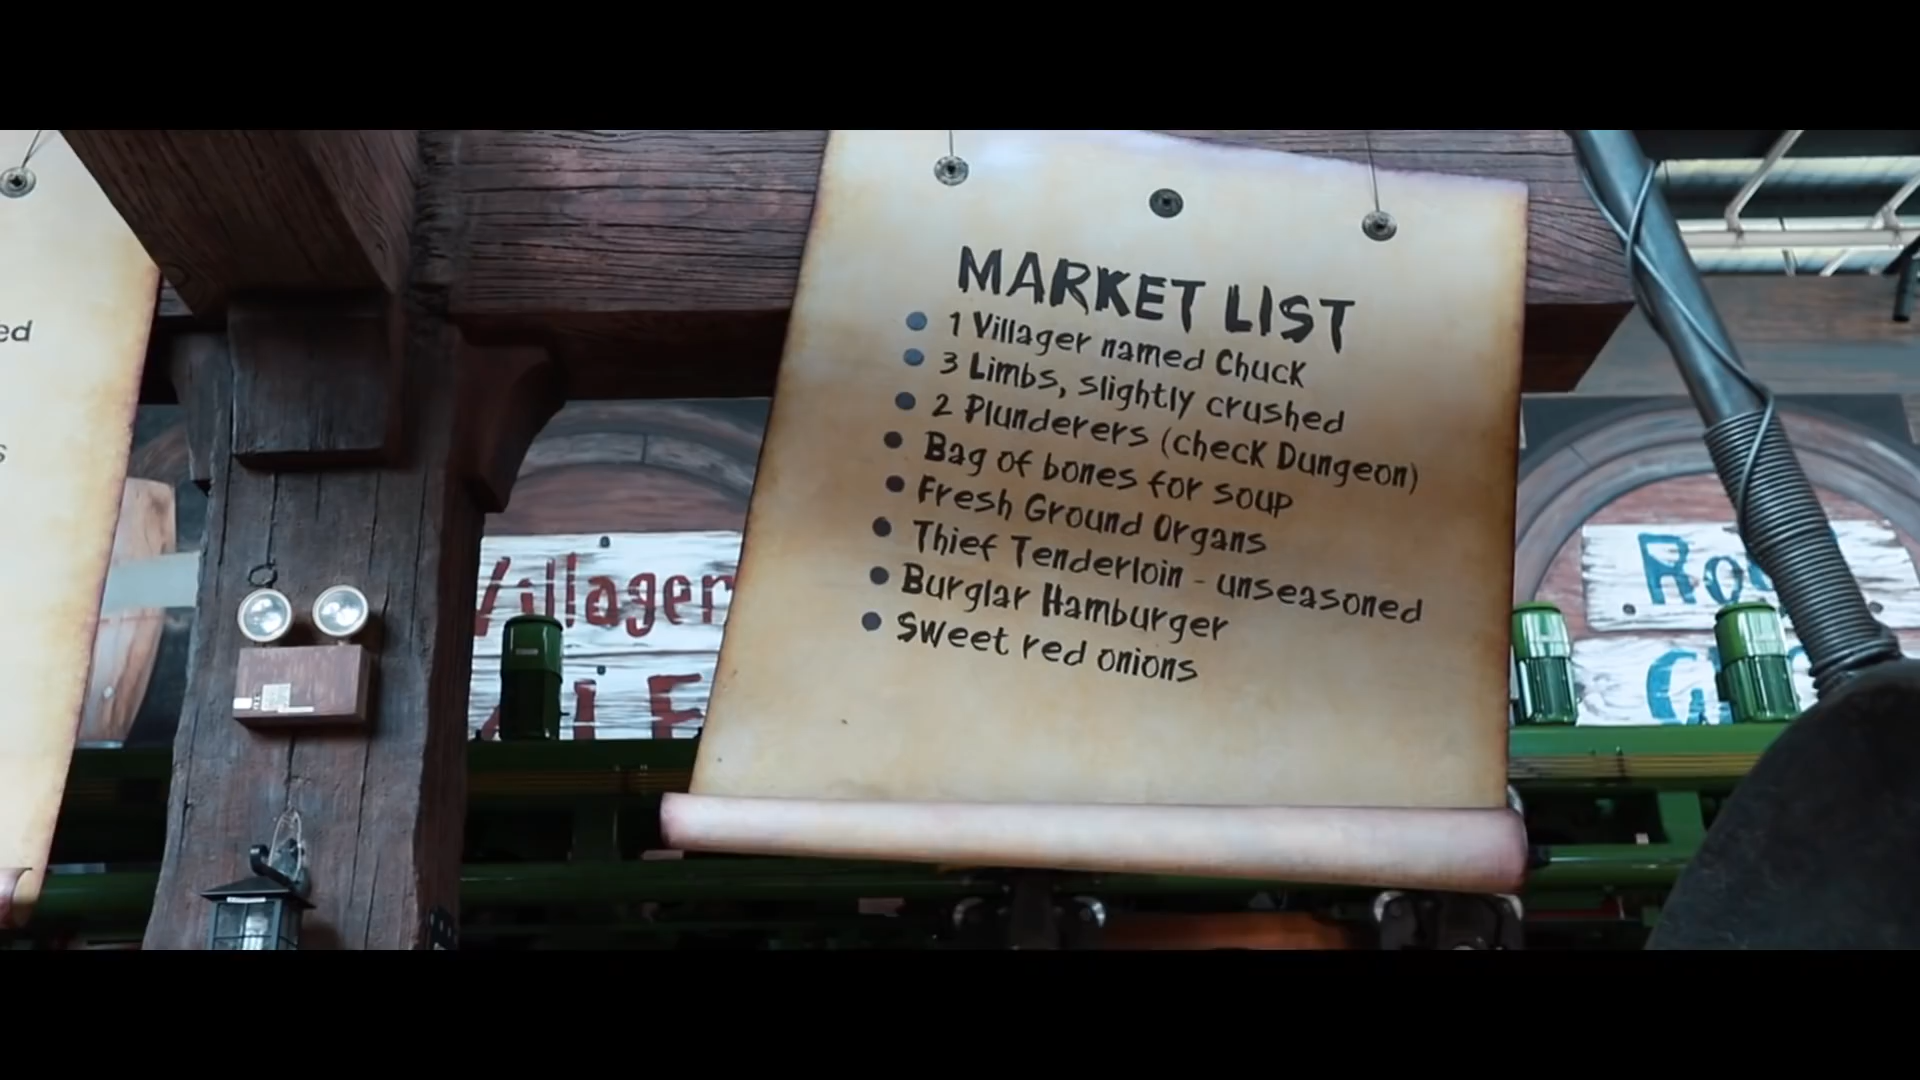 MARKET LIST
1 Villager named Chuck
3 Limbs, slightly crushed
2 Plunderers (check Dungeon)
Bag of bones for soup
Fresh Ground Organs
Thief Tenderloin - unseasoned
Burglar Hamburger
Sweet red onions
Villager